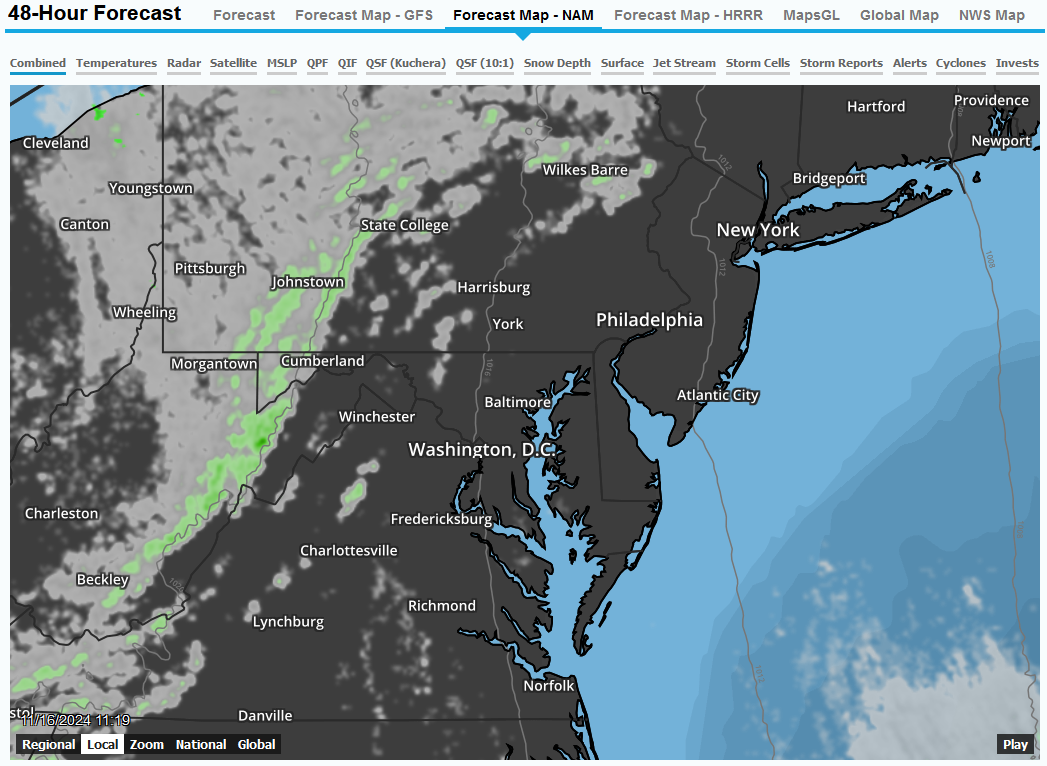 48-Hour Forecast Forecast Forecast Map - GFS Forecast Map - NAM Forecast Map - HRRR MapsGL Global Map NWS Map
Combined Temperatures Radar Satellite MSLP QPF QIF QSF (Kuchera) QSF (10:1) Snow Depth Surface Jet Stream Storm Cells Storm Reports Alerts Cyclones Invests
Hartford Providence
Cleveland Newport
Wilkes Barre
Youngstown Bridgeport
1012
Canton State College New York
Pittsburgh 1012
Johnstown 1008
Harrisburg
Wheeling
York Philadelphia
Morgantown Cumberland 1016
Baltimore Atlantic City
Winchester
Washington, D.C.
Charleston Fredericksburg
Charlottesville
Beckley
Richmond
Lynchburg
Norfolk
Danville
stol
11/16/2024 11:19
Regional Local Zoom National Global Play